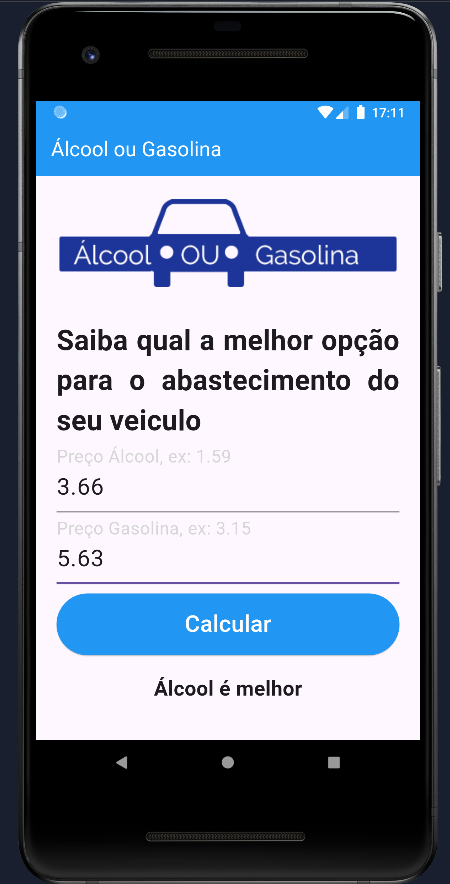 17:11
Álcool ou Gasolina
Álcool OU Gasolina
Saiba qual a melhor opção
para o abastecimento do
seu veiculo
Preço Álcool, ex: 1.59
3.66
Preço Gasolina, ex: 3.15
5.63
Calcular
Álcool é melhor